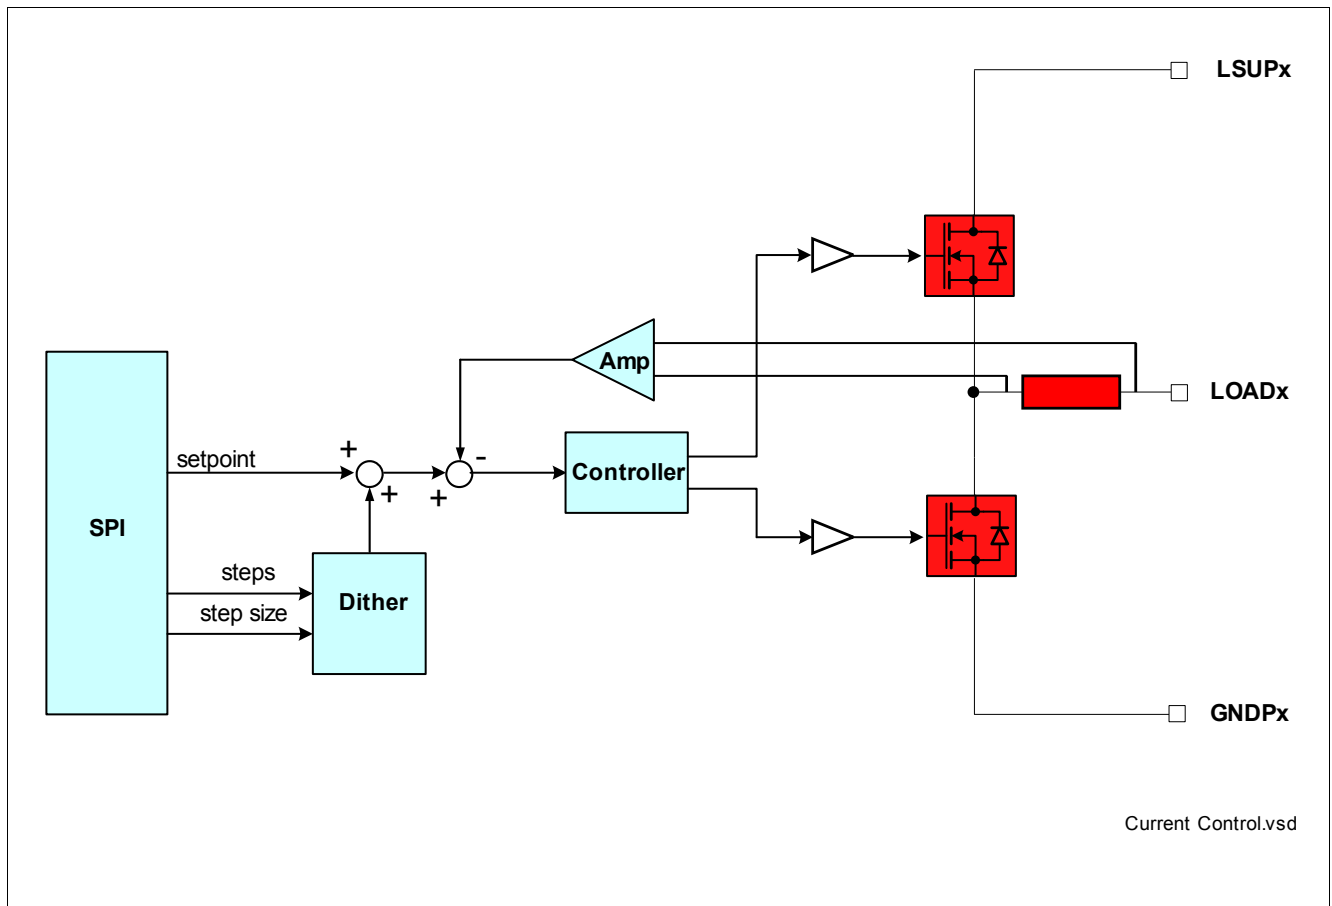 LSUPx
Amp
LOADx
+
-
setpoint
Controller
+
+
SPI
steps
Dither
step size
GNDPx
Current Control.vsd